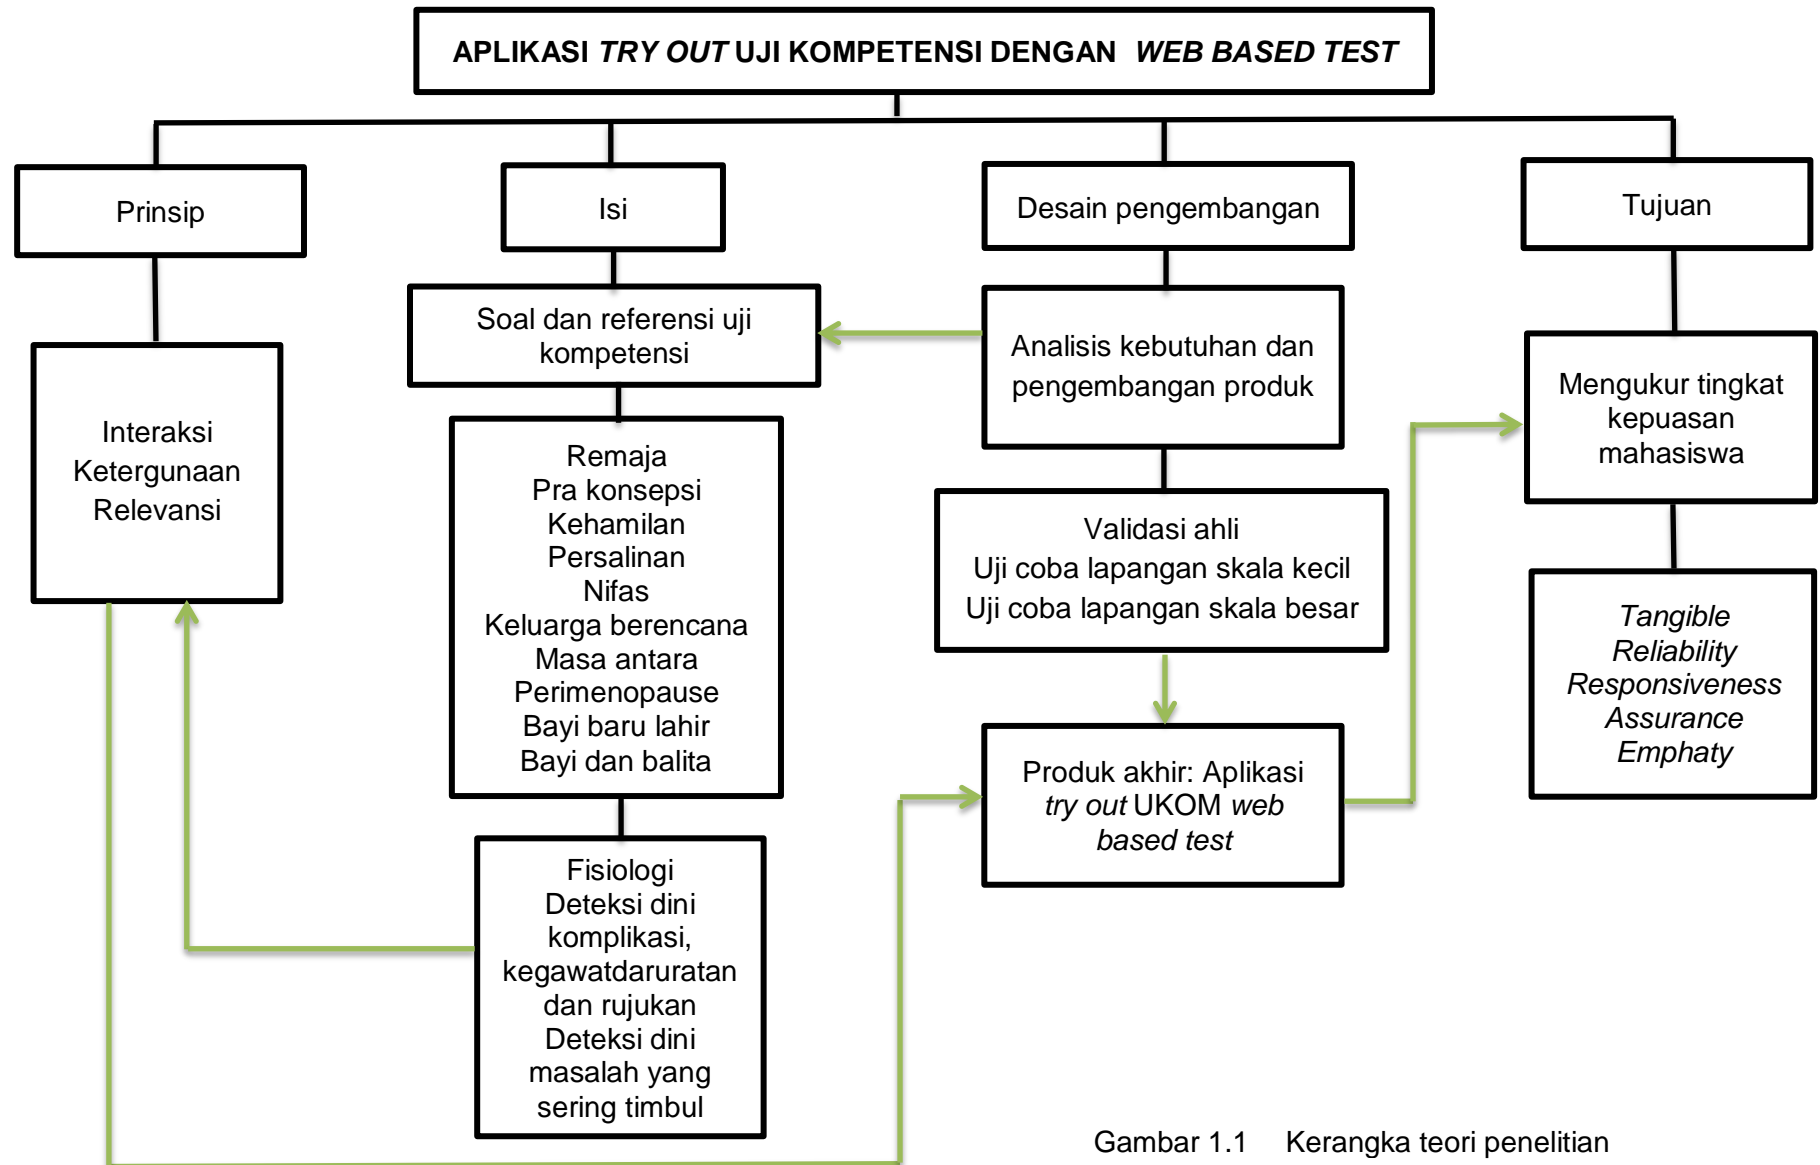 APLIKASI TRY OUT UJI KOMPETENSI DENGAN WEB BASED TEST
Prinsip
Isi
Desain pengembangan
Tujuan
Interaksi
Ketergunaan
Relevansi
Soal dan referensi uji
kompetensi
Remaja
Pra konsepsi
Kehamilan
Persalinan
Nifas
Keluarga berencana
Masa antara
Perimenopause
Bayi baru lahir
Bayi dan balita
Fisiologi
Deteksi dini
komplikasi,
kegawatdaruratan
dan rujukan
Deteksi dini
masalah yang
sering timbul
Analisis kebutuhan dan
pengembangan produk
Validasi ahli
Uji coba lapangan skala kecil
Uji coba lapangan skala besar
Produk akhir: Aplikasi
try out UKOM web
based test
Mengukur tingkat
kepuasan
mahasiswa
Tangible
Reliability
Responsiveness
Assurance
Emphaty
Gambar 1.1 Kerangka teori penelitian